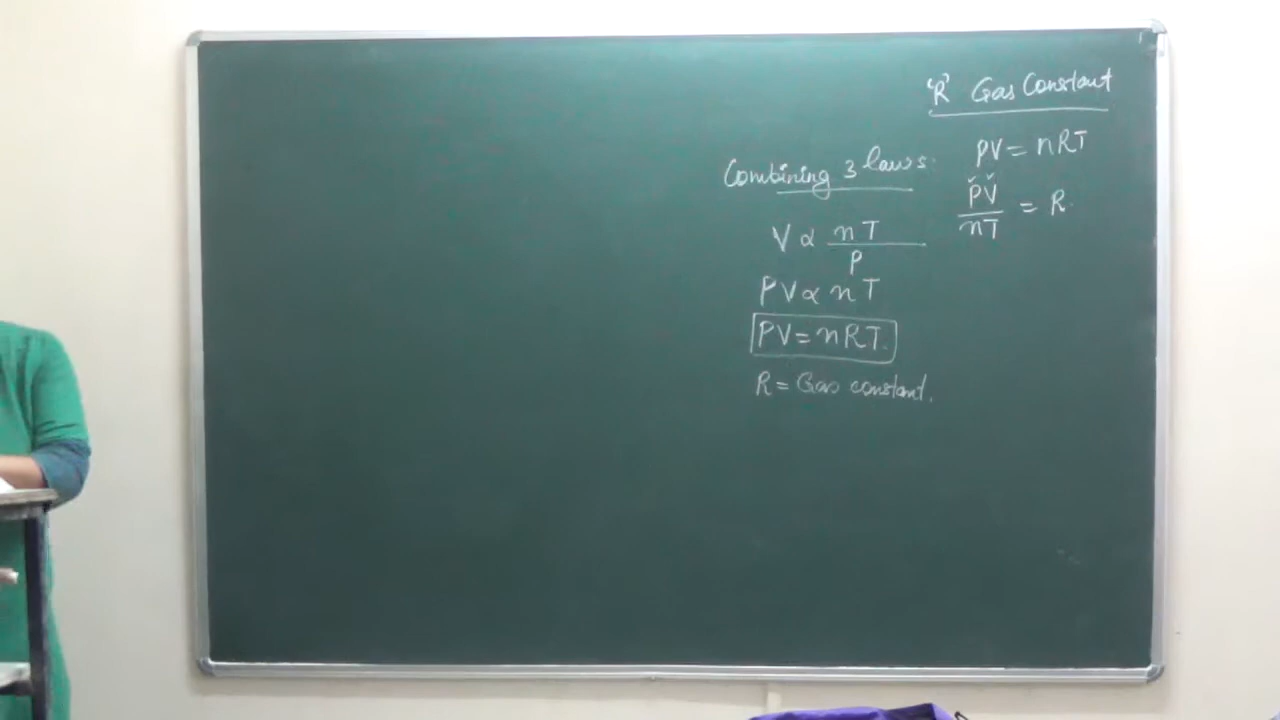 Combining 3 laws:
V ∝ nT
P
PV ∝ nT
PV = nRT.
R = Gas constant.
'R' Gas Constant
PV = nRT
PV
nT = R.